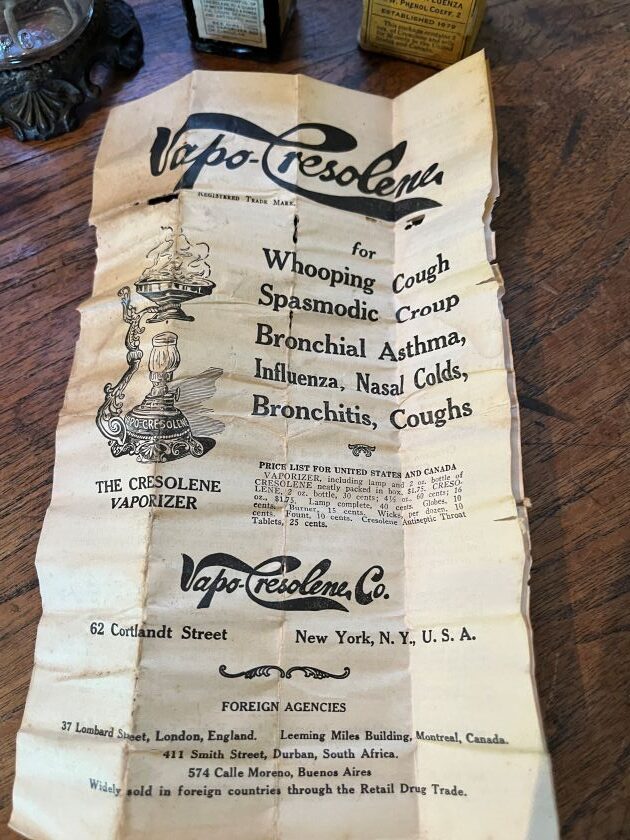 LUENZA
W. PHENOL COEFF. 2
ESTABLISHED 1879
Vapo-Cresolene
REGISTERED TRADE MARK.
for
Whooping Cough
Spasmodic Croup
Bronchial Asthma,
Influenza, Nasal Colds,
Bronchitis, Coughs
VAPO-CRESOLENE
THE CRESOLENE
VAPORIZER
PRICE LIST FOR UNITED STATES AND CANADA
VAPORIZER, including lamp and 2 oz. bottle of
CRESOLENE neatly packed in box, $1.75. CRESO-
LENE, 2 oz. bottle, 30 cents; 4½ oz. 60 cents; 16
oz., $1.75. Lamp complete, 40 cents. Globes, 10
cents. Burner, 15 cents. Wicks, per dozen, 10
cents. Fount, 10 cents. Cresolene Antiseptic Throat
Tablets, 25 cents.
Vapo-Cresolene Co.
62 Cortlandt Street New York, N. Y., U. S. A.
FOREIGN AGENCIES
37 Lombard Street, London, England. Leeming Miles Building, Montreal, Canada.
411 Smith Street, Durban, South Africa.
574 Calle Moreno, Buenos Aires
Widely sold in foreign countries through the Retail Drug Trade.